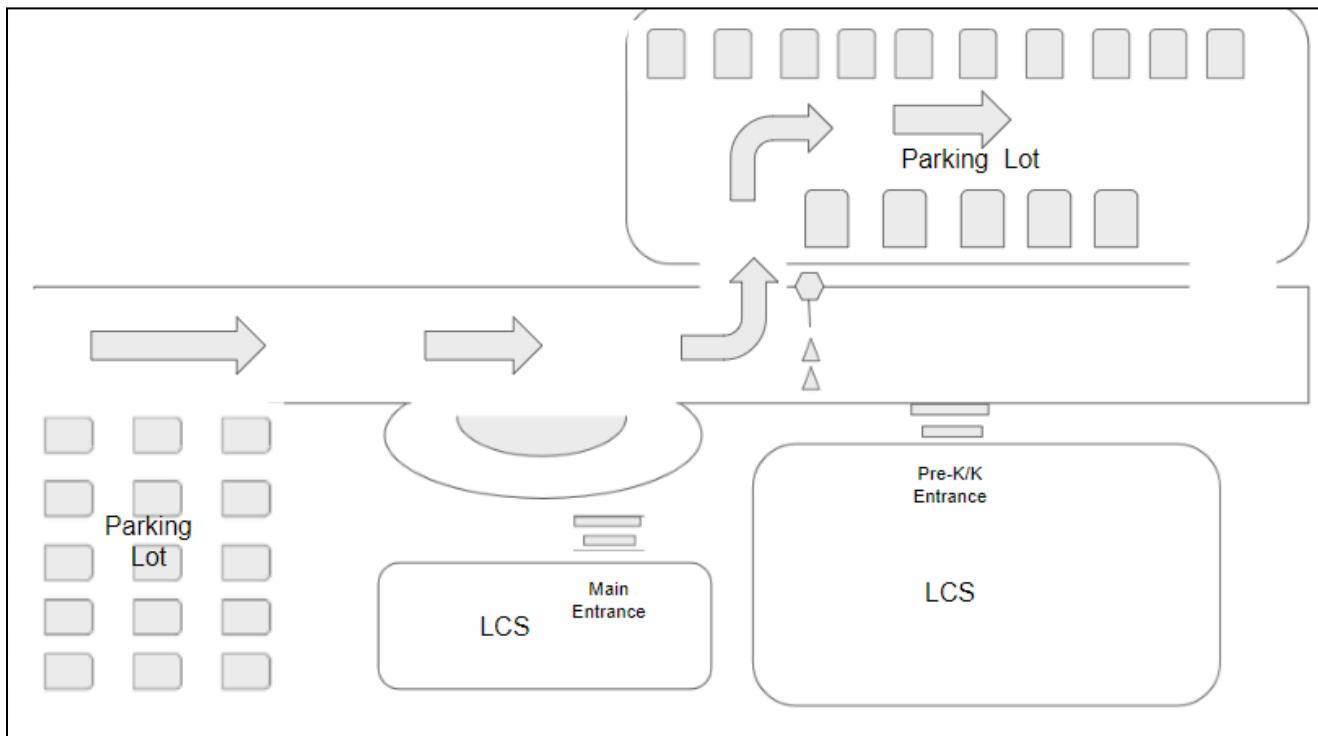 Parking Lot
Pre-K/K
Entrance
Parking
Lot
Main
Entrance
LCS
LCS